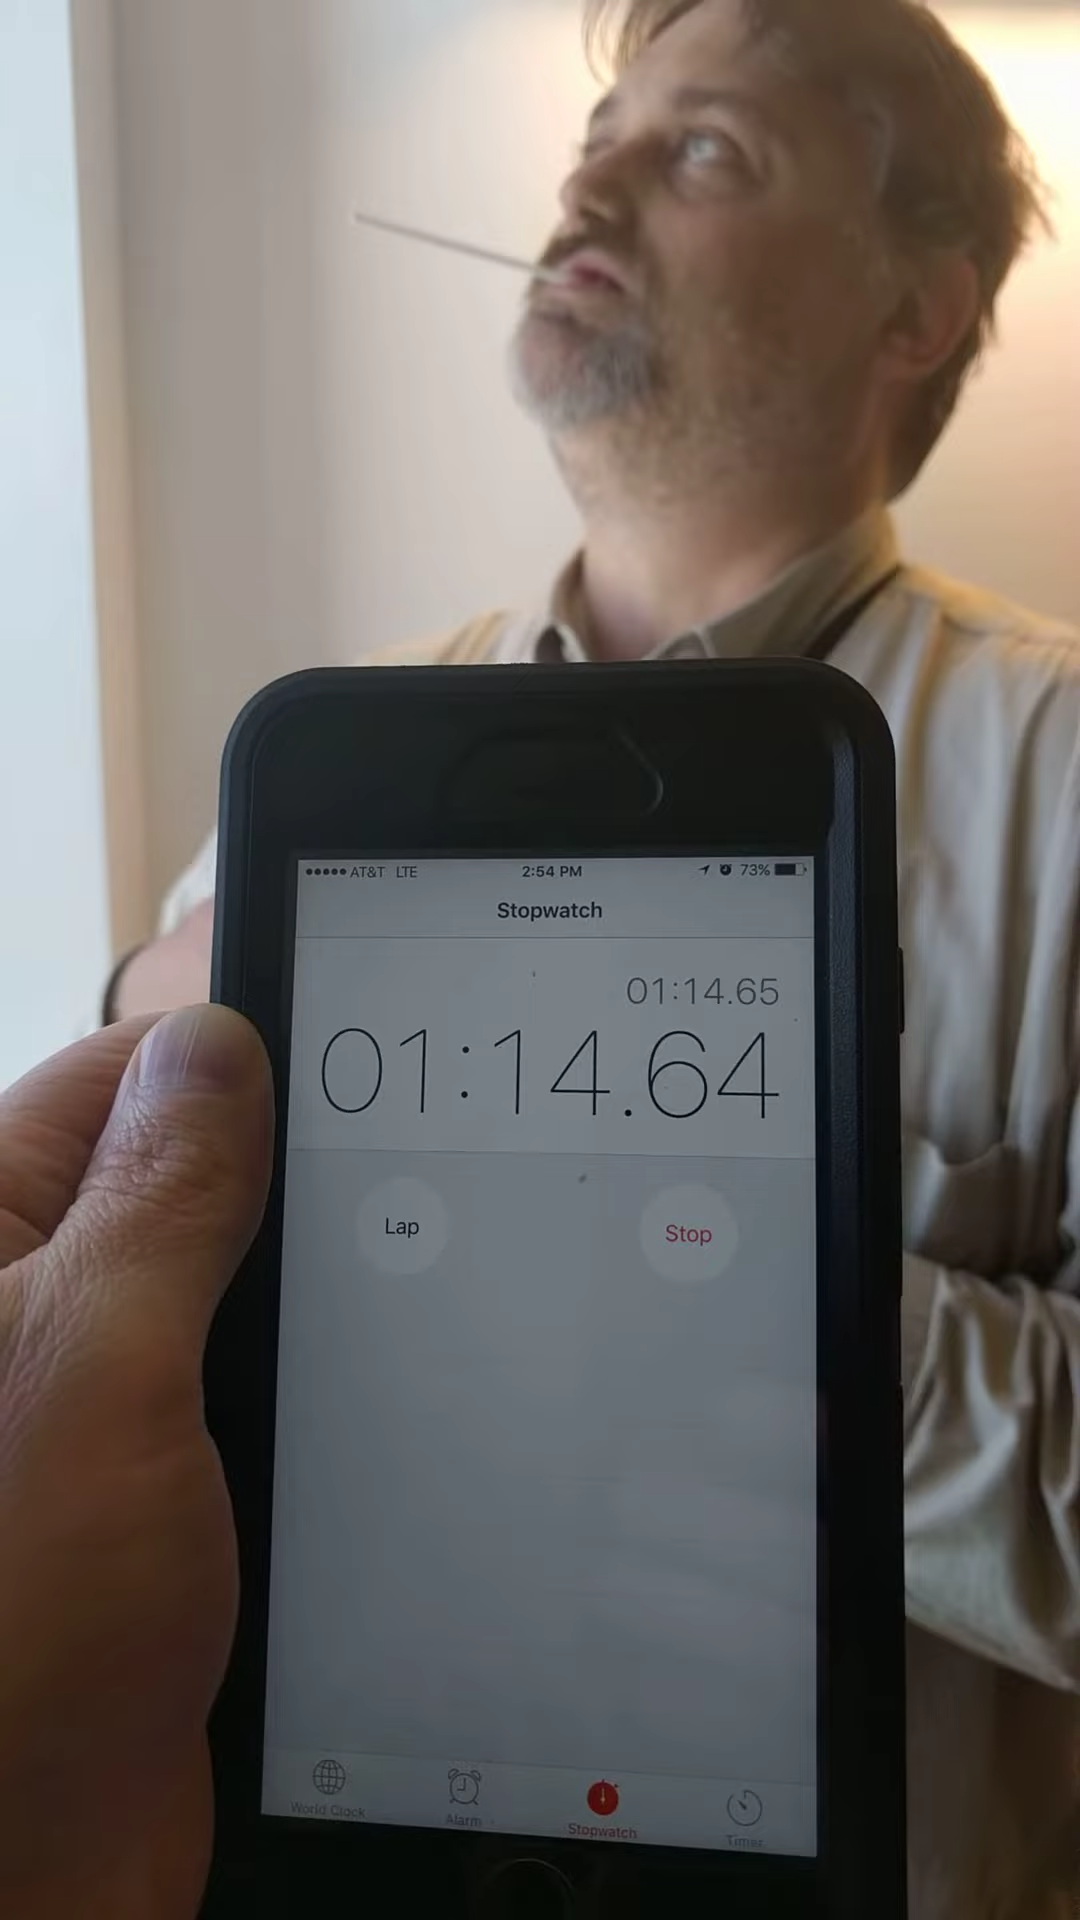 ●●●●● AT&T LTE 2:54 PM 73%
Stopwatch
01:14.65
01:14.64
Lap Stop
World Clock Alarm Stopwatch Timer